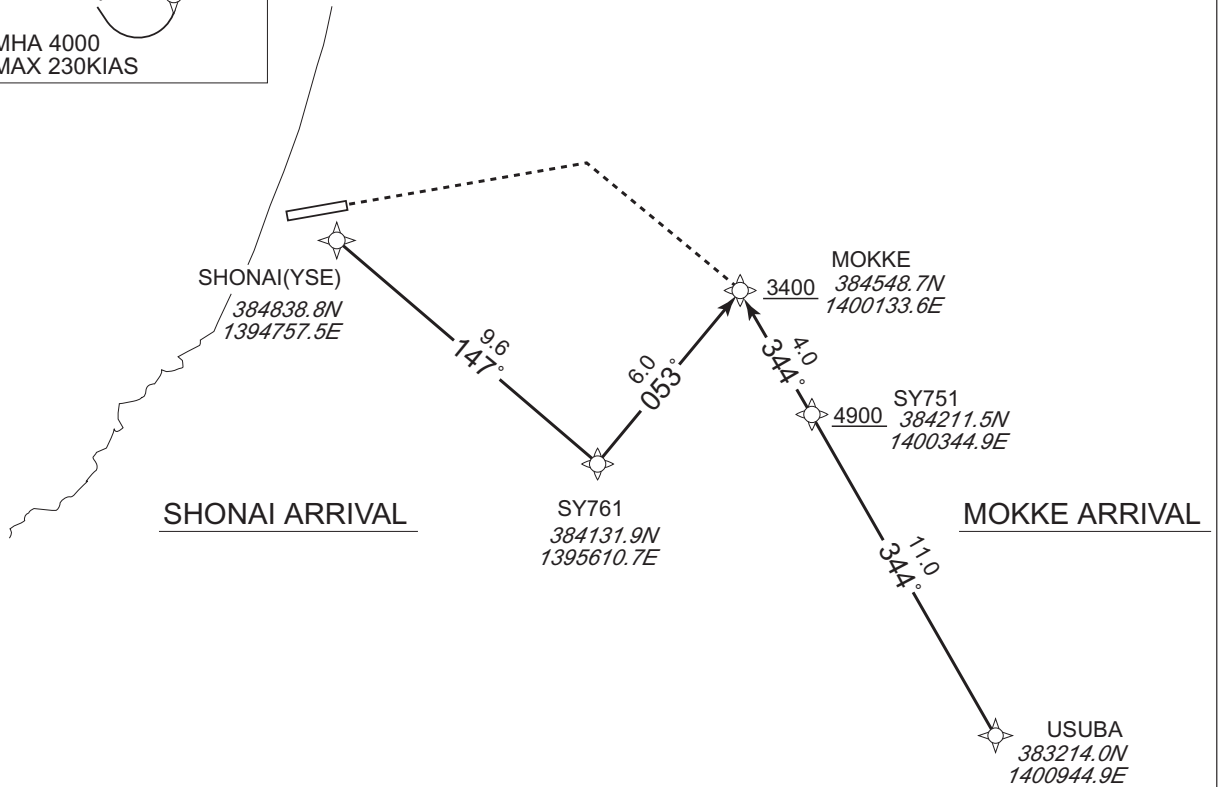 MHA 4000
MAX 230KIAS
SHONAI(YSE)
384838.8N
1394757.5E
9.6
147°
6.0
053°
3400
MOKKE
384548.7N
1400133.6E
4.0
344°
4900
SY751
384211.5N
1400344.9E
SHONAI ARRIVAL
SY761
384131.9N
1395610.7E
MOKKE ARRIVAL
11.0
344°
USUBA
383214.0N
1400944.9E